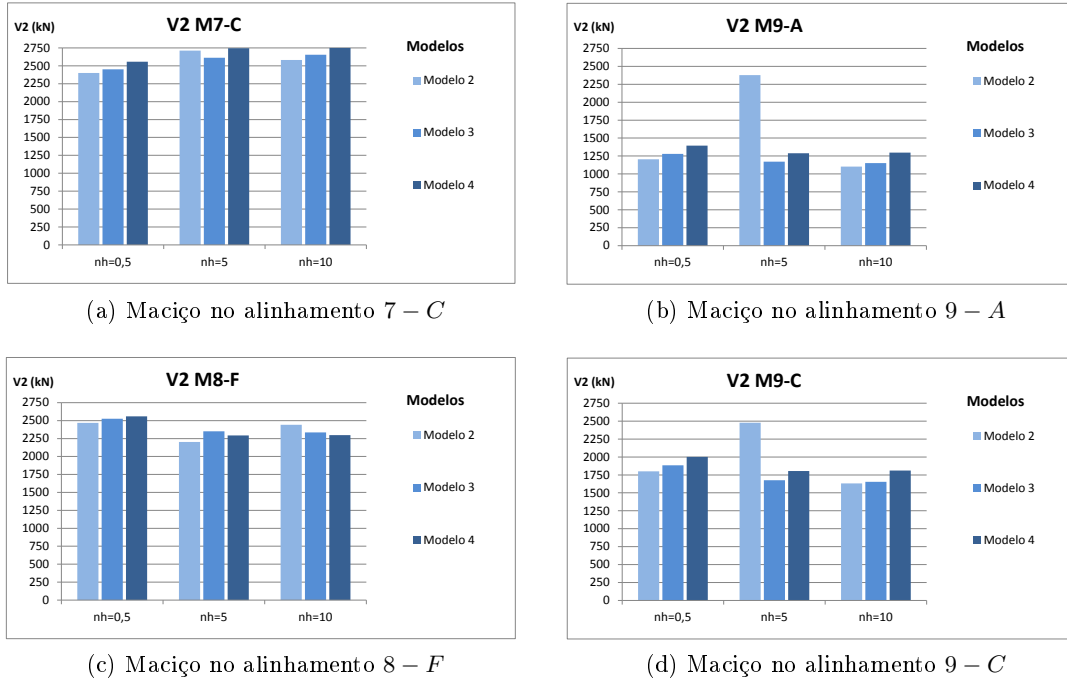 V2 (kN)
V2 M7-C
Modelos
2750
2500
2250
2000
1750
1500
1250
1000
750
500
250
0
nh=0,5
nh=5
nh=10
Modelo 2
Modelo 3
Modelo 4
(a) Maciço no alinhamento 7 − C
V2 (kN)
V2 M9-A
Modelos
2750
2500
2250
2000
1750
1500
1250
1000
750
500
250
0
nh=0,5
nh=5
nh=10
Modelo 2
Modelo 3
Modelo 4
(b) Maciço no alinhamento 9 − A
V2 (kN)
V2 M8-F
Modelos
2750
2500
2250
2000
1750
1500
1250
1000
750
500
250
0
nh=0,5
nh=5
nh=10
Modelo 2
Modelo 3
Modelo 4
(c) Maciço no alinhamento 8 − F
V2 (kN)
V2 M9-C
Modelos
2750
2500
2250
2000
1750
1500
1250
1000
750
500
250
0
nh=0,5
nh=5
nh=10
Modelo 2
Modelo 3
Modelo 4
(d) Maciço no alinhamento 9 − C